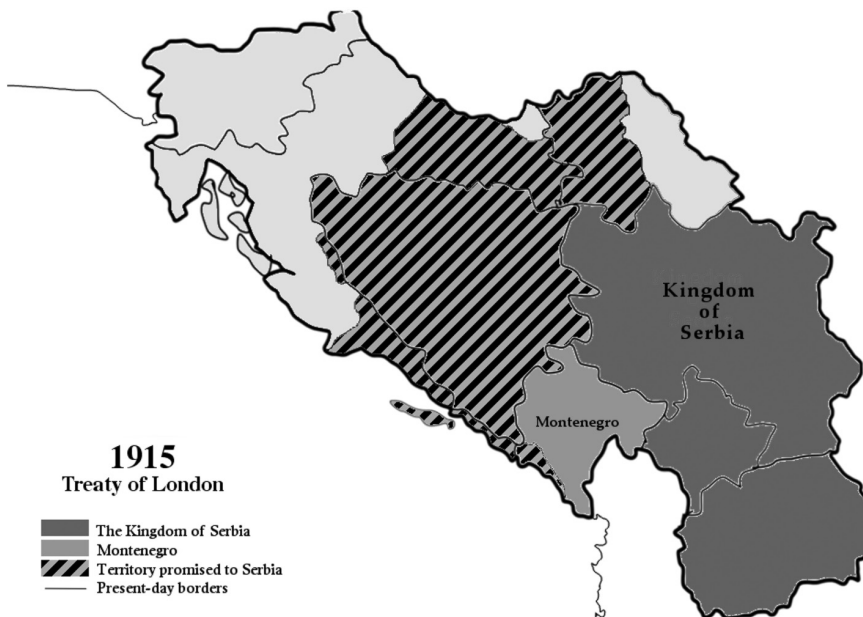 Kingdom
of
Serbia
Montenegro
1915
Treaty of London
The Kingdom of Serbia
Montenegro
Territory promised to Serbia
Present-day borders